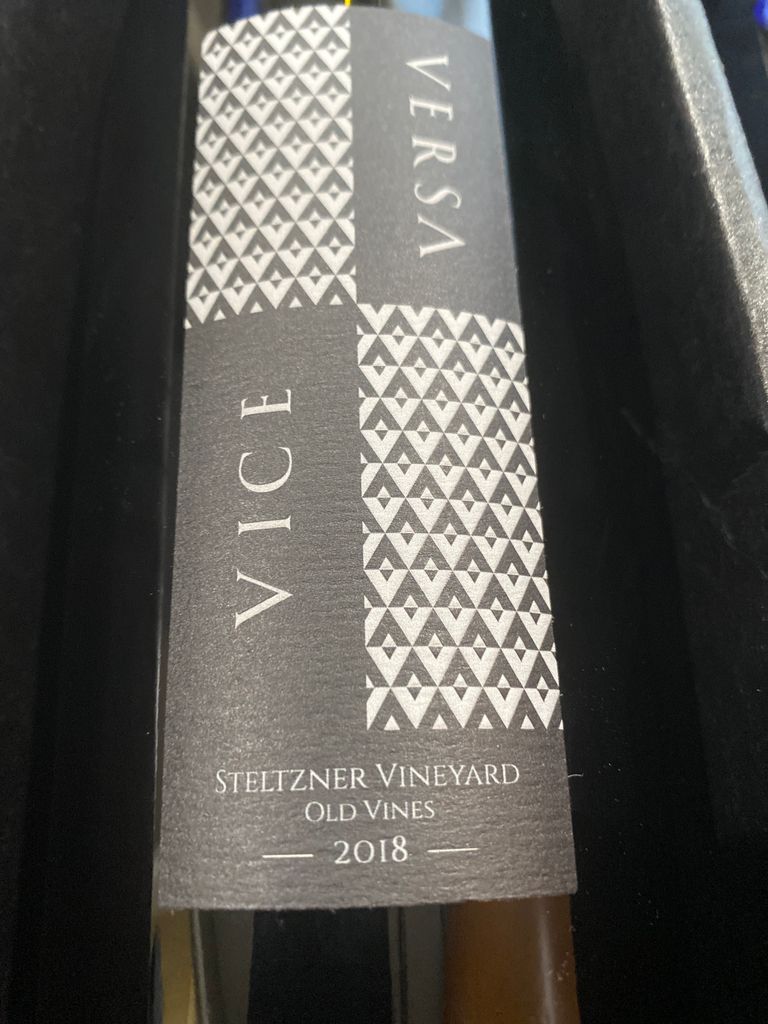 VICE
VERSA
STELTZNER VINEYARD
OLD VINES
2018